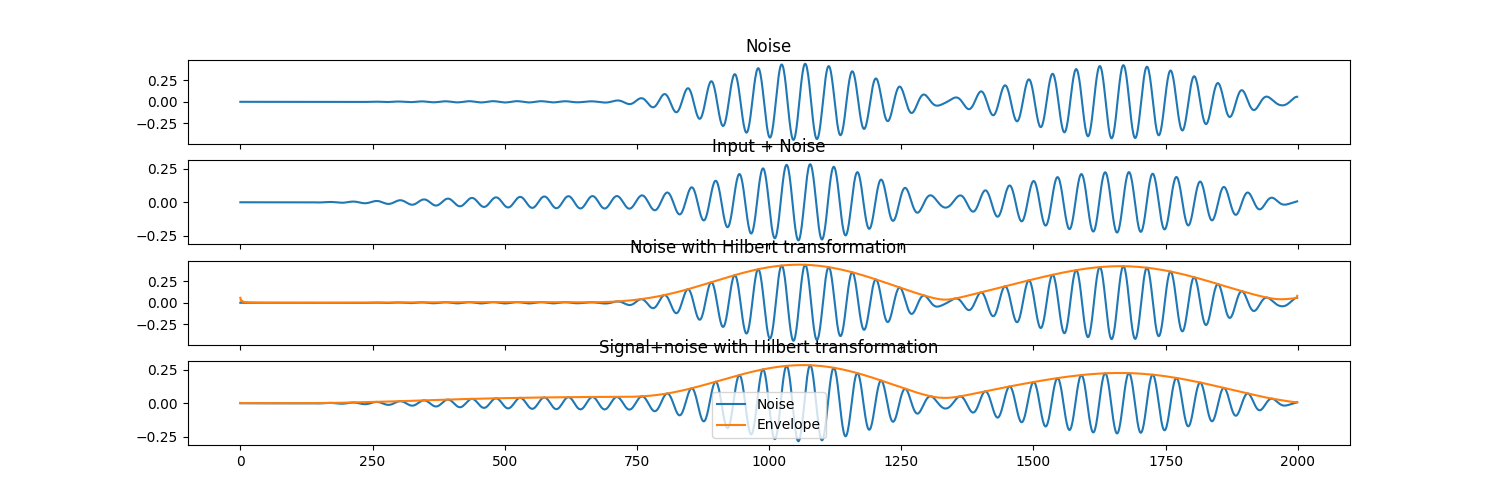 Noise
0.25
0.00
−0.25
Input + Noise
0.25
0.00
−0.25
Noise with Hilbert transformation
0.25
0.00
−0.25
Signal+noise with Hilbert transformation
0.25
0.00
−0.25
Noise
Envelope
0 250 500 750 1000 1250 1500 1750 2000